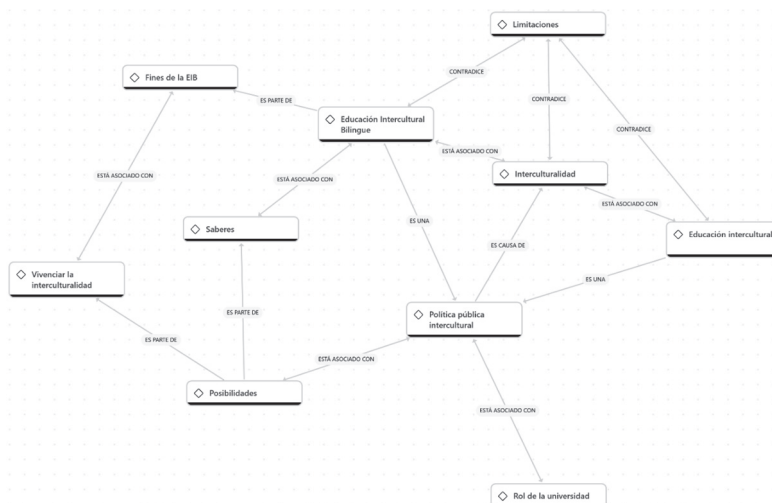 Limitaciones
CONTRADICE
Fines de la EIB
ES PARTE DE
CONTRADICE
Educación Intercultural
Bilingue
CONTRADICE
ESTÁ ASOCIADO CON
ESTÁ ASOCIADO CON
Interculturalidad
ESTÁ ASOCIADO CON
ESTÁ ASOCIADO CON
ES UNA
Saberes
Educación intercultural
ES CAUSA DE
Vivenciar la
interculturalidad
ES UNA
ES PARTE DE
Política pública
intercultural
ES PARTE DE
ESTÁ ASOCIADO CON
Posibilidades
ESTÁ ASOCIADO CON
Rol de la universidad